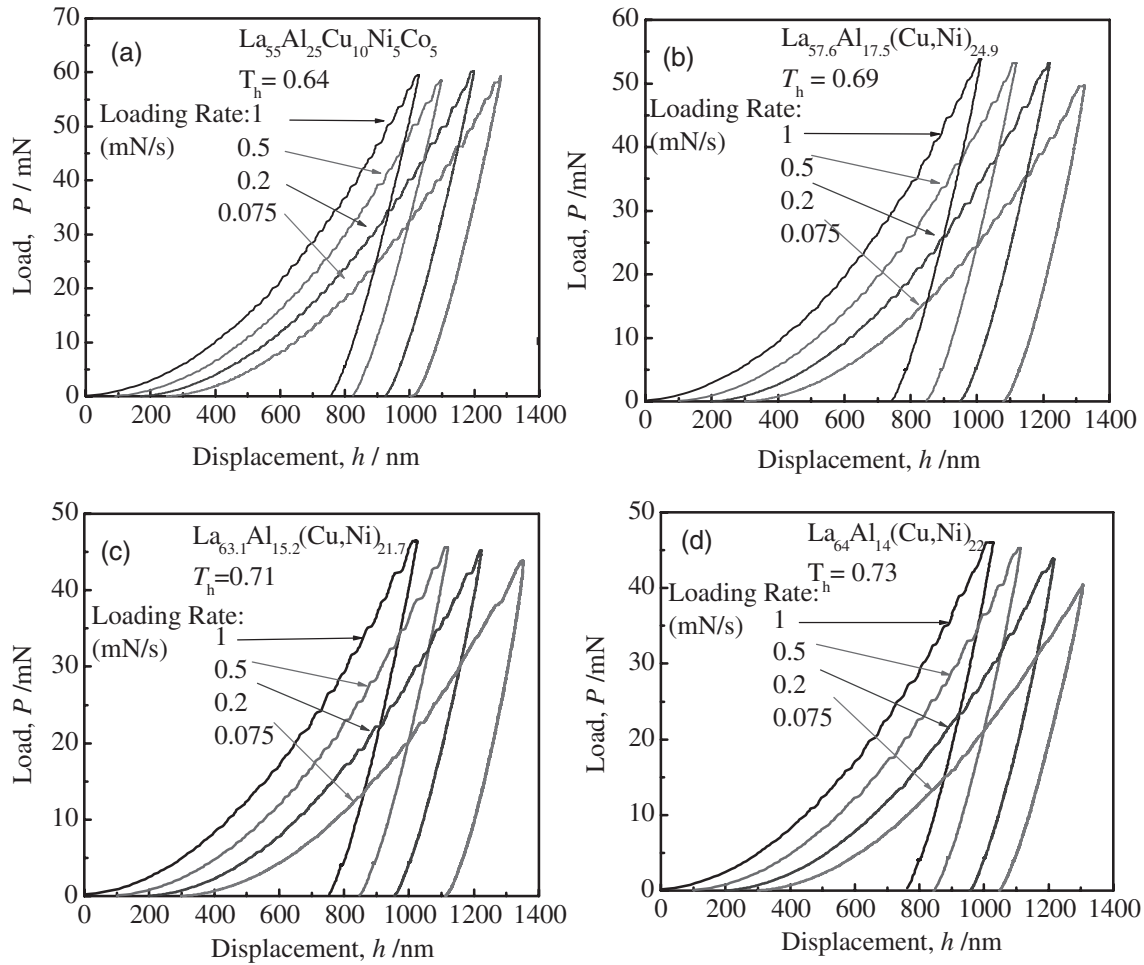 (a)
La55Al25Cu10Ni5Co5
Th= 0.64
Loading Rate:1
(mN/s)
0.5
0.2
0.075
70
60
50
40
30
20
10
0
Load, P / mN
0 200 400 600 800 1000 1200 1400
Displacement, h / nm
(b)
La57.6Al17.5(Cu,Ni)24.9
Th = 0.69
Loading Rate:
(mN/s)
1
0.5
0.2
0.075
60
50
40
30
20
10
0
Load, P /mN
0 200 400 600 800 1000 1200 1400
Displacement, h /nm
(c)
La63.1Al15.2(Cu,Ni)21.7
Th=0.71
Loading Rate:
(mN/s)
1
0.5
0.2
0.075
50
40
30
20
10
0
Load, P /mN
0 200 400 600 800 1000 1200 1400
Displacement, h /nm
(d)
La64Al14(Cu,Ni)22
Th = 0.73
Loading Rate:
(mN/s)
1
0.5
0.2
0.075
50
40
30
20
10
0
Load, P /mN
0 200 400 600 800 1000 1200 1400
Displacement, h /nm